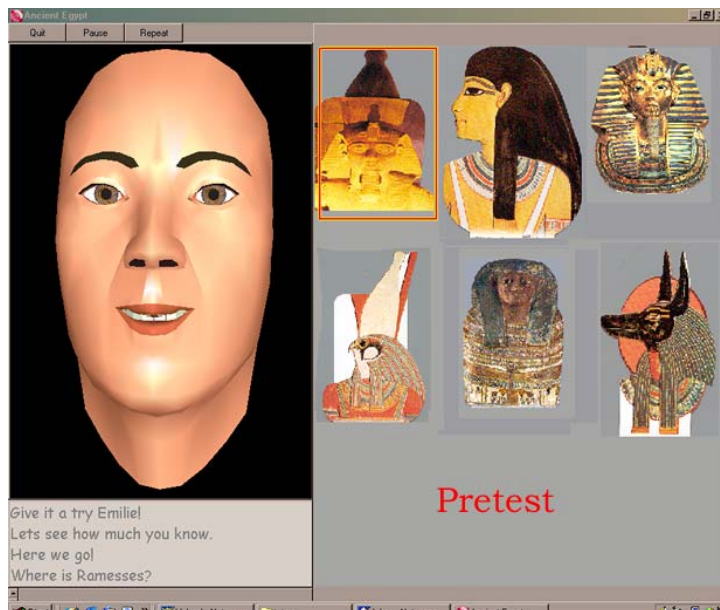 Ancient Egypt
Quit Pause Repeat
Give it a try Emilie!
Lets see how much you know.
Here we go!
Where is Ramesses?
Pretest